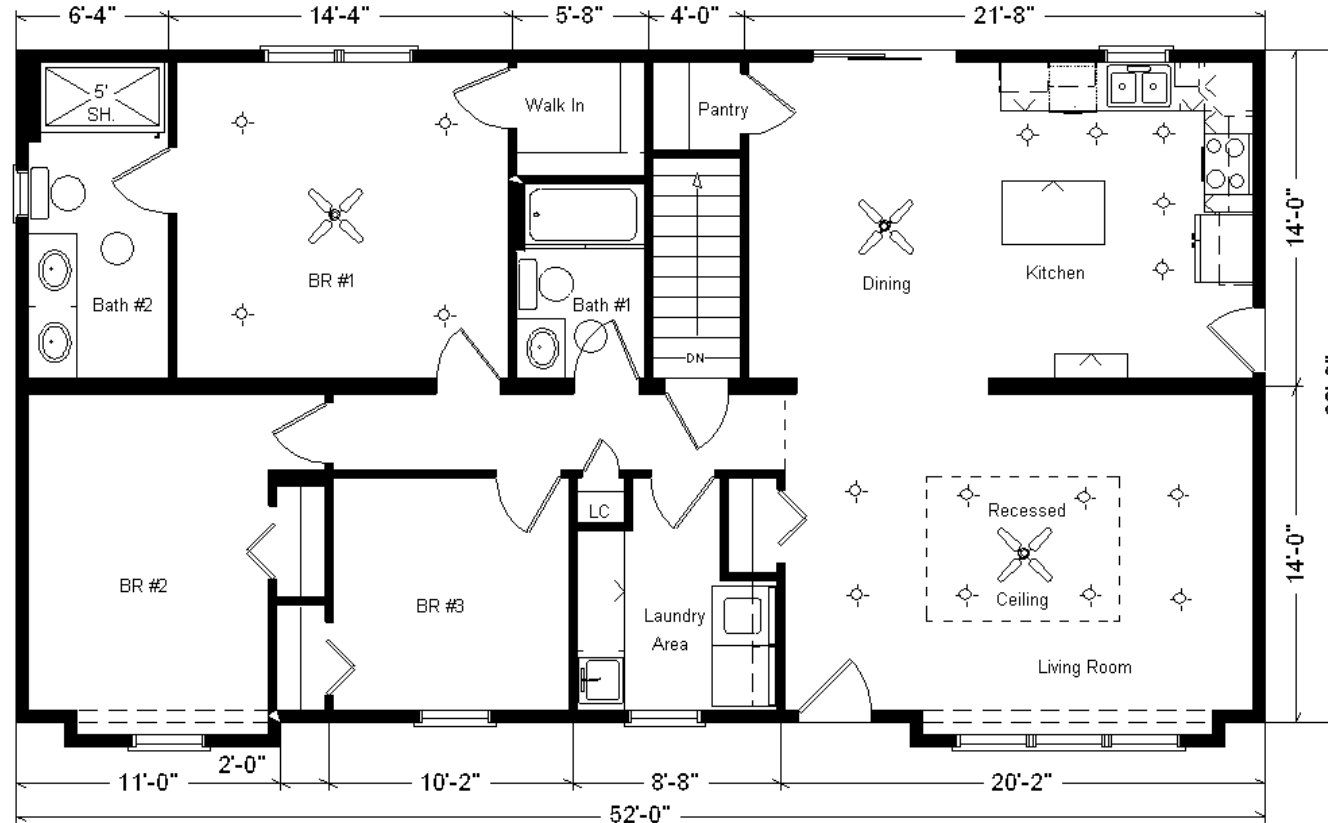 6'-4" 14'-4" 5'-8" 4'-0" 21'-8"
5'
SH.
Walk In
Pantry
14'-0"
BR #1
Dining
Kitchen
Bath #2
Bath #1
DN
LC
Recessed
Ceiling
14'-0"
BR #2
BR #3
Laundry
Area
Living Room
2'-0"
11'-0" 10'-2" 8'-8" 20'-2"
52'-0"